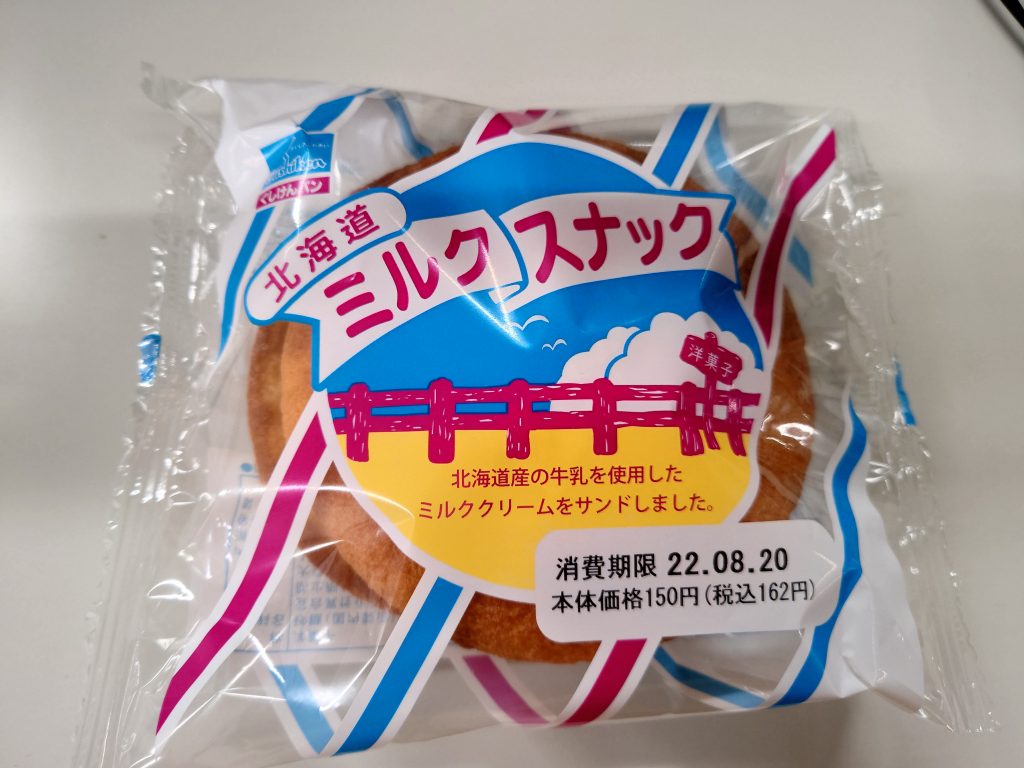 ぐしけんパン
北海道
ミルクスナック
洋菓子
北海道産の牛乳を使用した
ミルククリームをサンドしました。
消費期限 22.08.20
本体価格150円(税込162円)